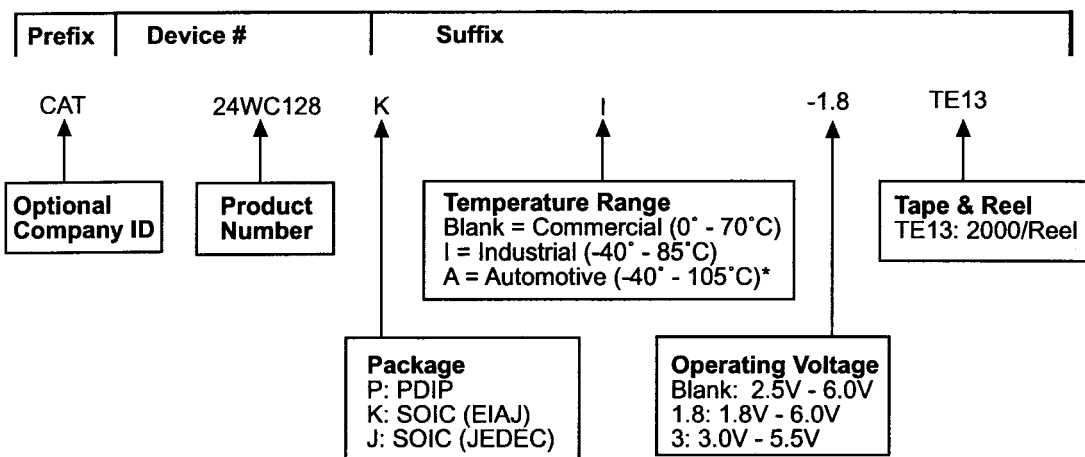 Prefix Device # Suffix
CAT 24WC128 K I -1.8 TE13
Optional
Company ID
Product
Number
Temperature Range
Blank = Commercial (0˚ - 70˚C)
I = Industrial (-40˚ - 85˚C)
A = Automotive (-40˚ - 105˚C)*
Tape & Reel
TE13: 2000/Reel
Package
P: PDIP
K: SOIC (EIAJ)
J: SOIC (JEDEC)
Operating Voltage
Blank: 2.5V - 6.0V
1.8: 1.8V - 6.0V
3: 3.0V - 5.5V